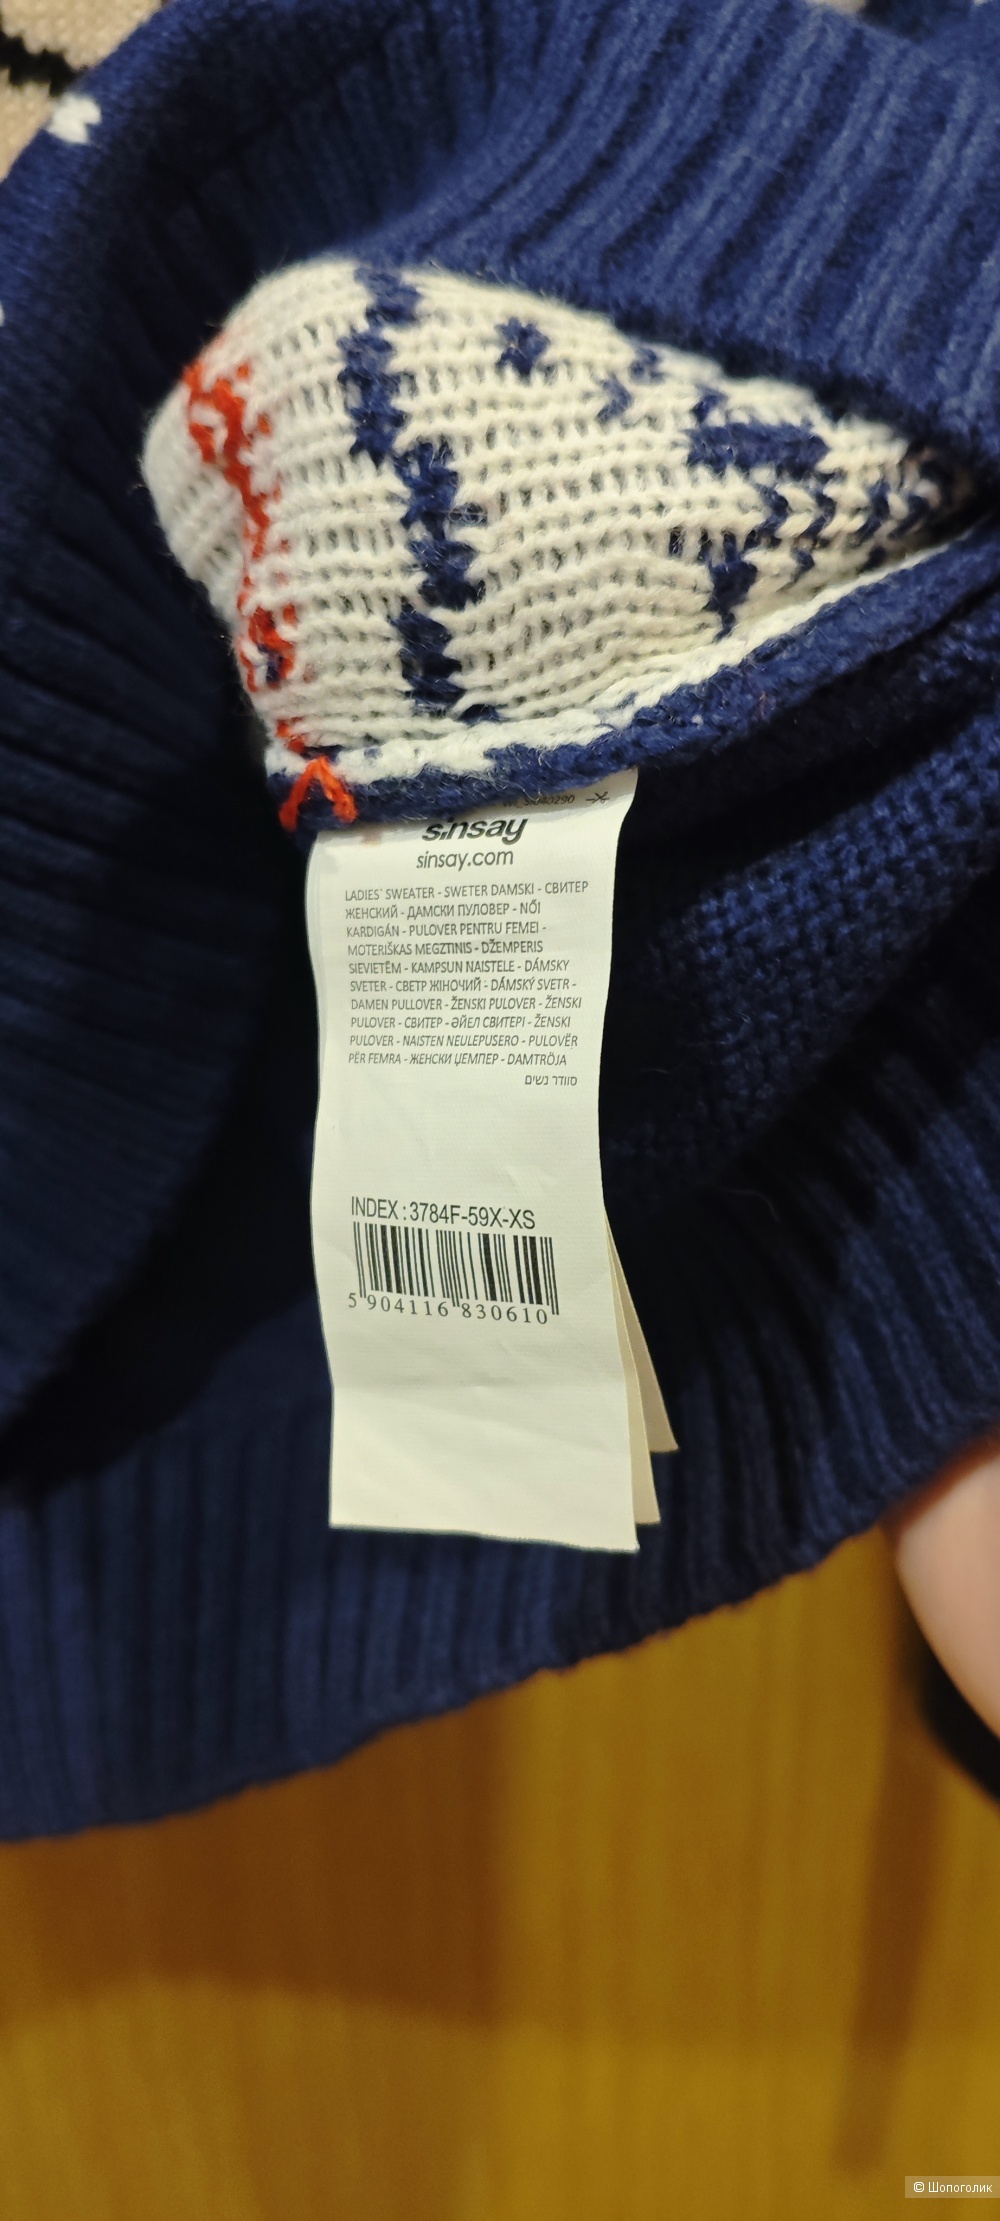 sinsay
sinsay.com
LADIES' SWEATER - SWETER DAMSKI - СВИТЕР
ЖЕНСКИЙ - ДАМСКИ ПУЛОВЕР - NŐI
KARDIGÁN - PULOVER PENTRU FEMEI -
MOTERIŠKAS MEGZTINIS - DŽEMPERIS
SIEVIETĒM - KAMPSUN NAISTELE - DÁMSKY
SVETER - СВЕТР ЖІНОЧИЙ - DÁMSKÝ SVETR -
DAMEN PULLOVER - ŽENSKI PULOVER - ŽENSKI
PULOVER - СВИТЕР - ӘЙЕЛ СВИТЕРІ - ŽENSKI
PULOVER - NAISTEN NEULEPUSERO - PULOVËR
PËR FEMRA - ЖЕНСКИ ЏЕМПЕР - DAMTRÖJA
סוודר נשים
INDEX : 3784F-59X-XS
5 904116 830610
© Шопоголик